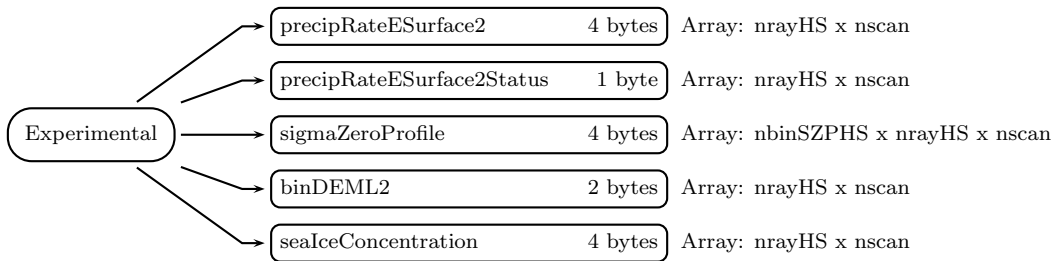 precipRateESurface2 4 bytes Array: nrayHS x nscan
precipRateESurface2Status 1 byte Array: nrayHS x nscan
Experimental
sigmaZeroProfile 4 bytes Array: nbinSZPHS x nrayHS x nscan
binDEML2 2 bytes Array: nrayHS x nscan
seaIceConcentration 4 bytes Array: nrayHS x nscan